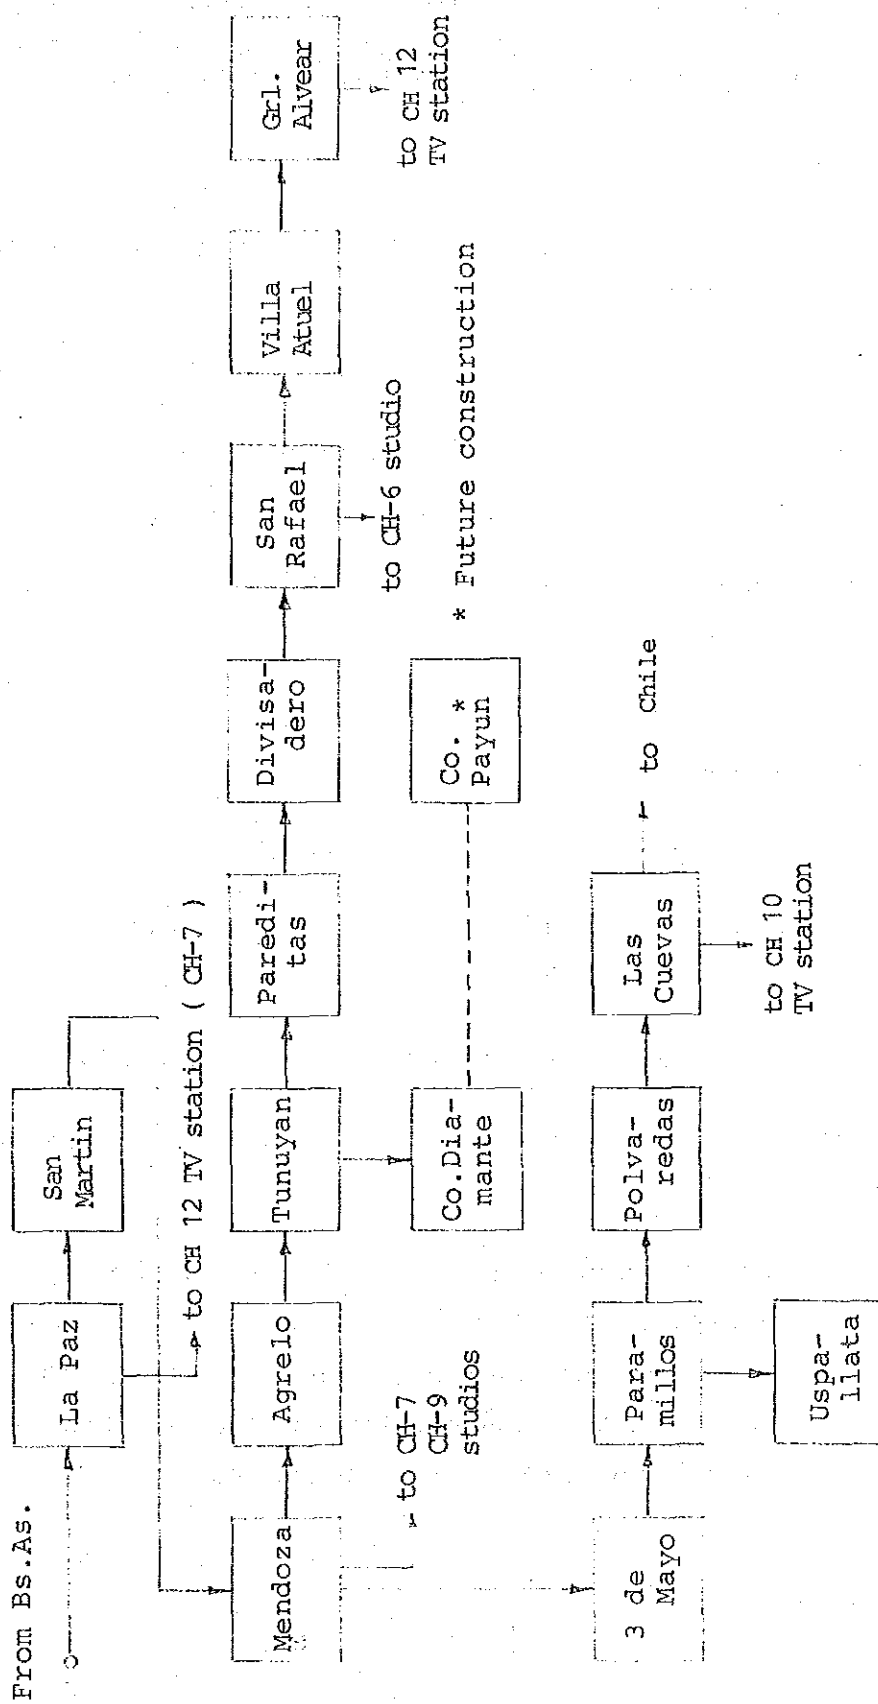 From Bs.As.
La Paz
San
Martin
to CH 12 TV station ( CH-7 )
Mendoza
Agrelo
Tunuyan
Paredi-
tas
Divisa-
dero
San
Rafael
Villa
Atuel
Grl.
Alvear
to CH-7
CH-9
studios
Co.Dia-
mante
Co. *
Payun
to CH-6 studio
to CH 12
TV station
* Future construction
3 de
Mayo
Para-
millos
Polva-
redas
Las
Cuevas
to Chile
Uspa-
llata
to CH 10
TV station